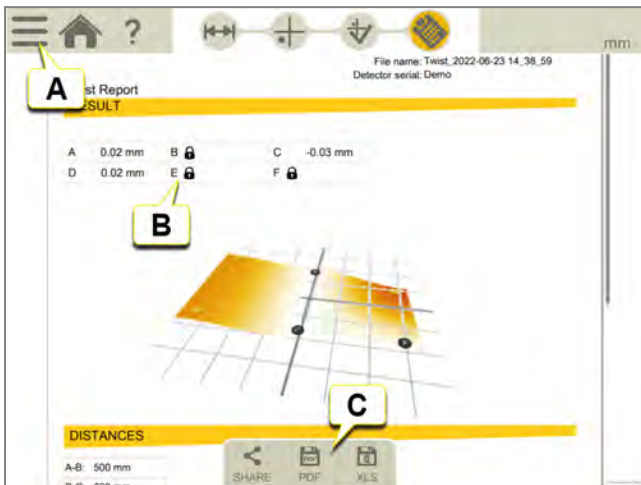 ?
mm
File name: Twist_2022-06-23 14_38_59
Detector serial: Demo
A
st Report
SULT
A 0.02 mm B C -0.03 mm
D 0.02 mm E F
B
C
DISTANCES
A-B: 500 mm
SHARE PDF XLS